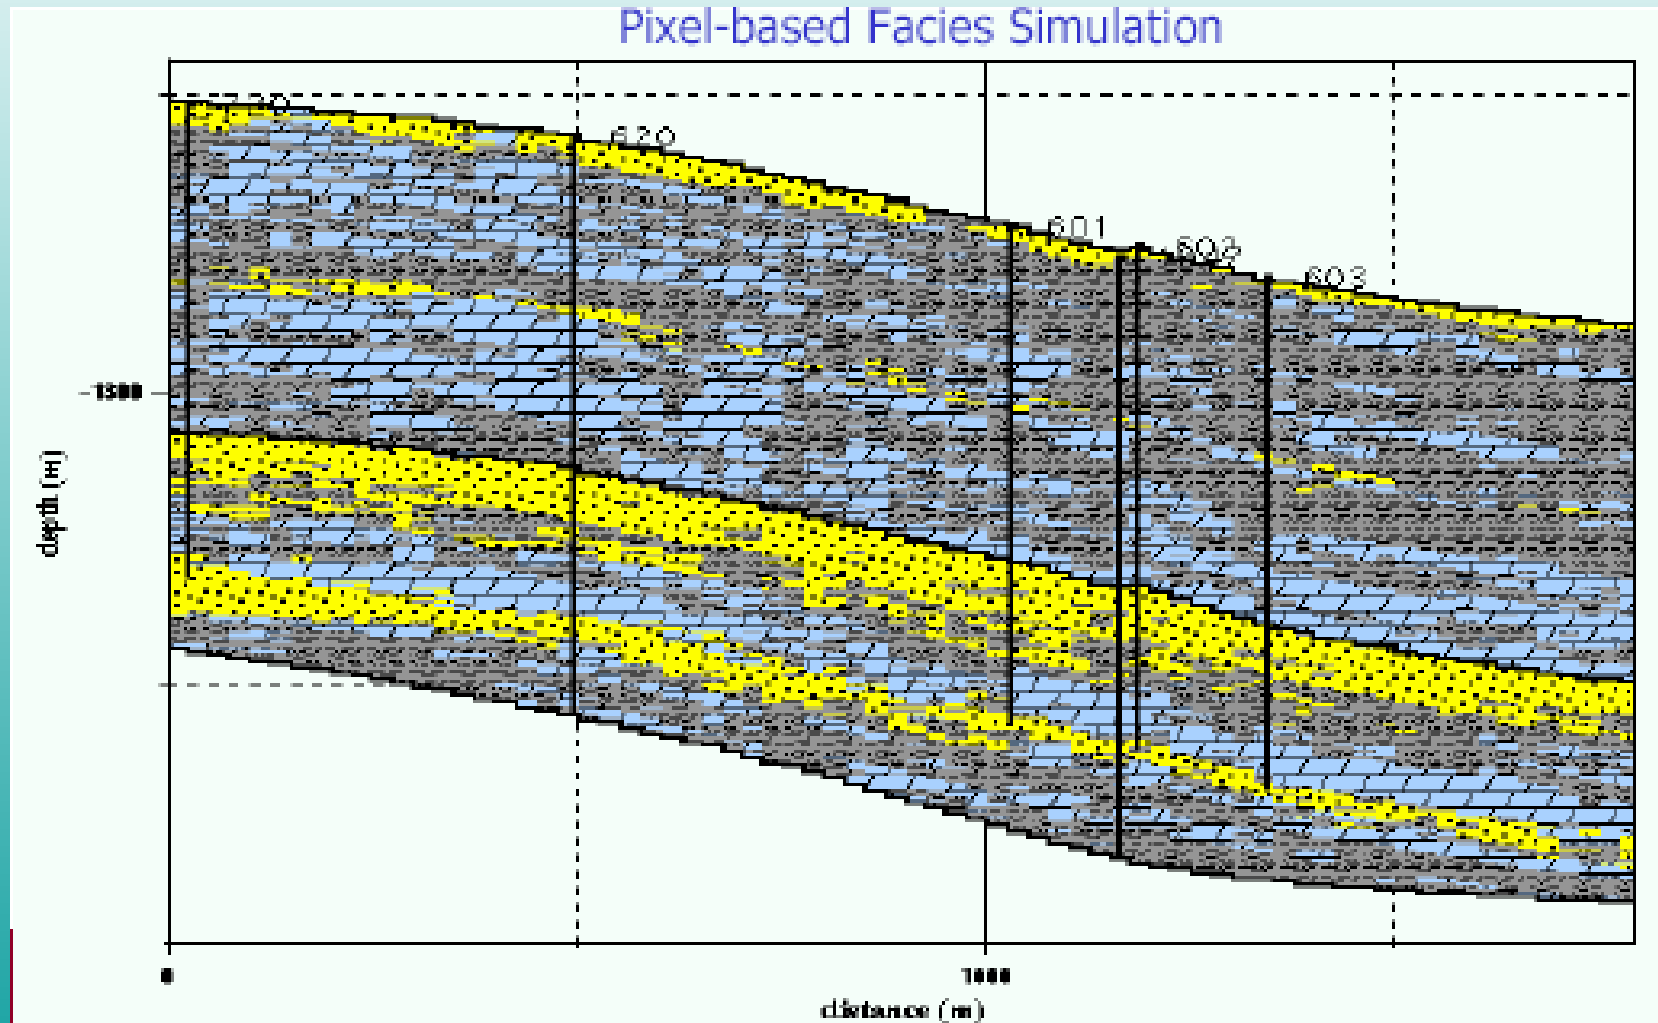 Pixel-based Facies Simulation
620
601
602
603
-1500
depth (m)
0
1000
distance (m)